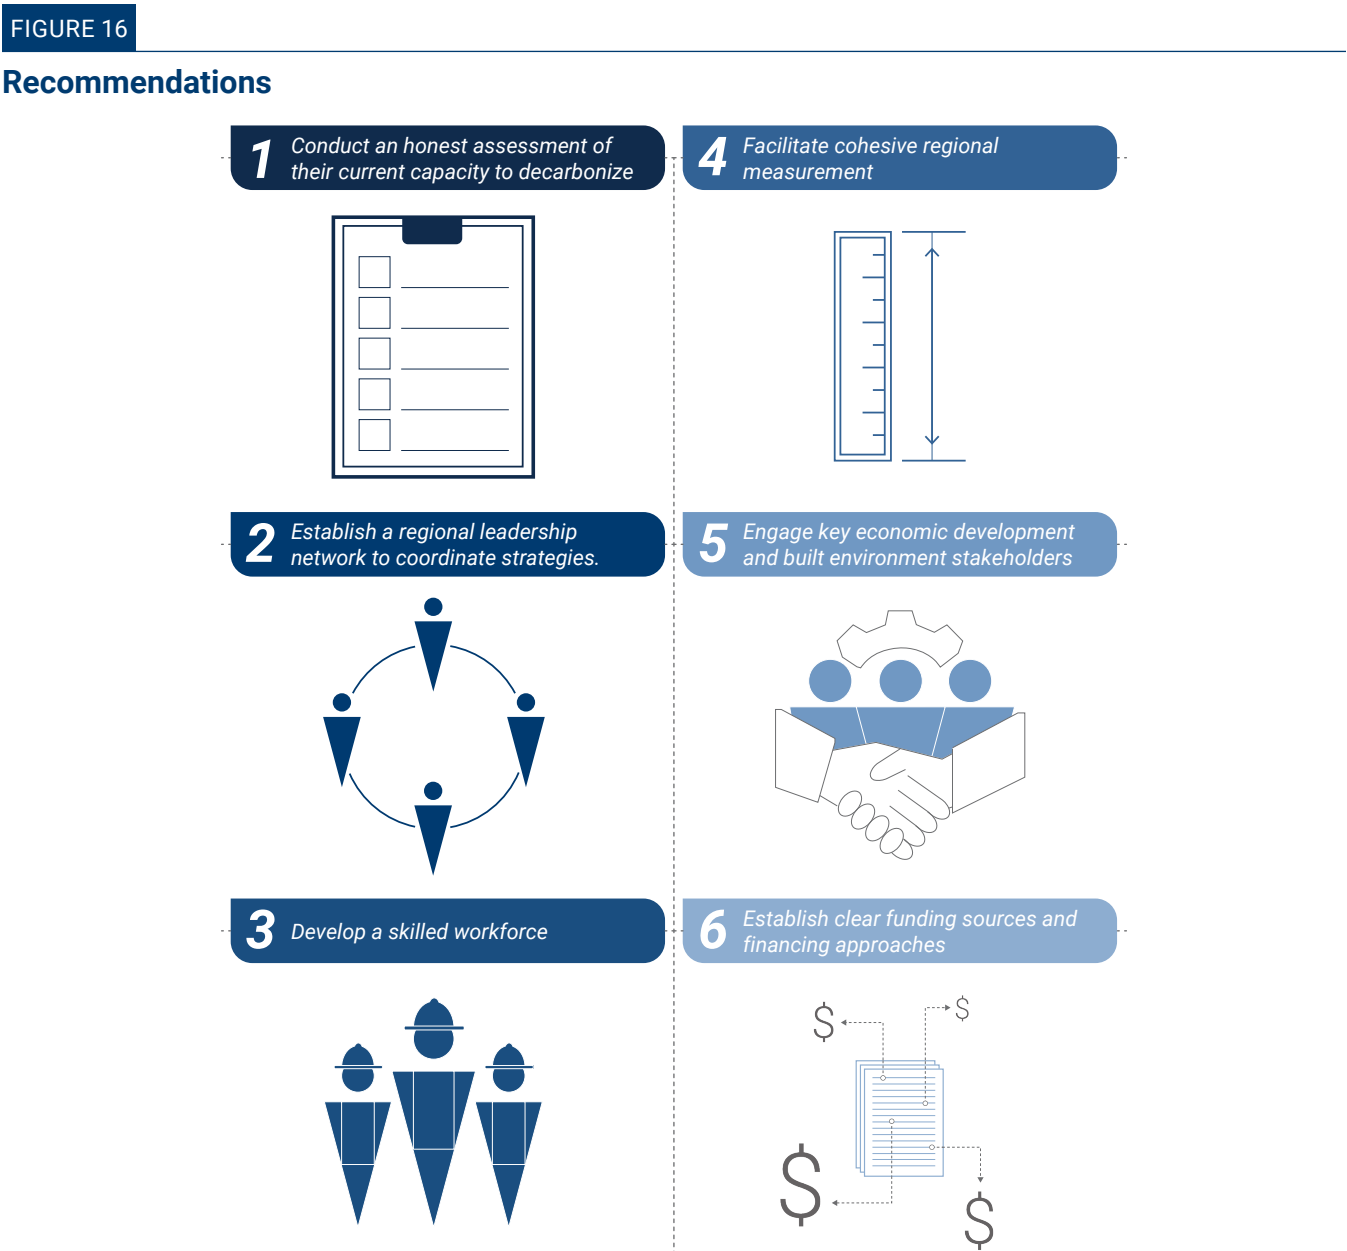 FIGURE 16
Recommendations
1
Conduct an honest assessment of
their current capacity to decarbonize
2
Establish a regional leadership
network to coordinate strategies.
3
Develop a skilled workforce
4
Facilitate cohesive regional
measurement
5
Engage key economic development
and built environment stakeholders
6
Establish clear funding sources and
financing approaches
$
$
$
$